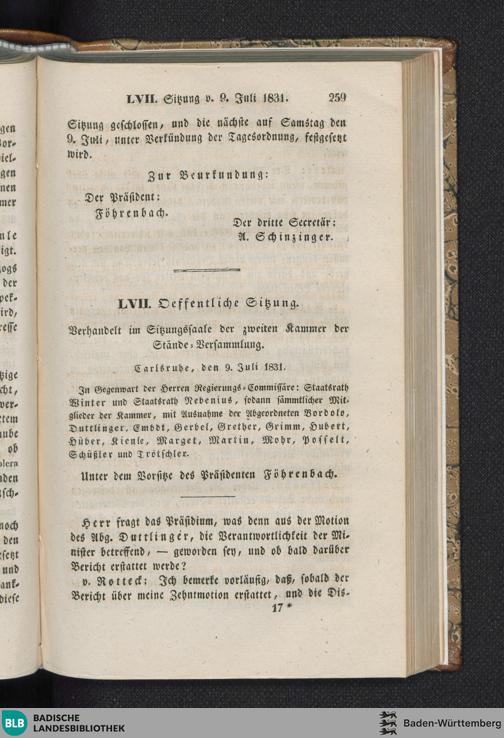 LVII. Sitzung v. 9. Juli 1831. 259
Sitzung geschlossen, und die nächste auf Samstag den
9. Juli, unter Verkündung der Tagesordnung, festgesetzt
wird.
Zur Beurkundung:
Der Präsident:
Föhrenbach.
Der dritte Secretär:
A. Schinzinger.
LVII. Oeffentliche Sitzung.
Verhandelt im Sitzungssaale der zweiten Kammer der
Stände-Versammlung.
Carlsruhe, den 9. Juli 1831.
In Gegenwart der Herren Regierungs-Commissäre: Staatsrath
Winter und Staatsrath Nebenius, sodann sämmtlicher Mit-
glieder der Kammer, mit Ausnahme der Abgeordneten Bordolo,
Duttlinger, Embdt, Gerbel, Grether, Grimm, Hubert,
Hüber, Kienle, Marget, Martin, Mohr, Posselt,
Schüßler und Trötschler.
Unter dem Vorsitze des Präsidenten Föhrenbach.
Herr fragt das Präsidium, was denn aus der Motion
des Abg. Duttlinger, die Verantwortlichkeit der Mi-
nister betreffend, — geworden sey, und ob bald darüber
Bericht erstattet werde?
v. Rotteck: Ich bemerke vorläufig, daß, sobald der
Bericht über meine Zehntmotion erstattet, und die Dis-
17 *
BLB BADISCHE
LANDESBIBLIOTHEK
Baden-Württemberg